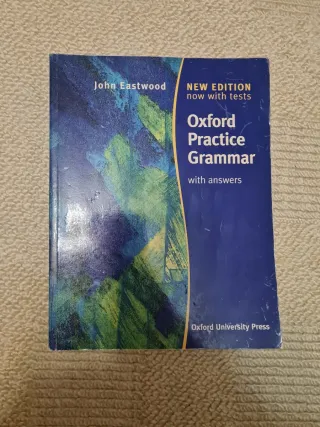 John Eastwood
NEW EDITION
now with tests
Oxford
Practice
Grammar
with answers
Oxford University Press